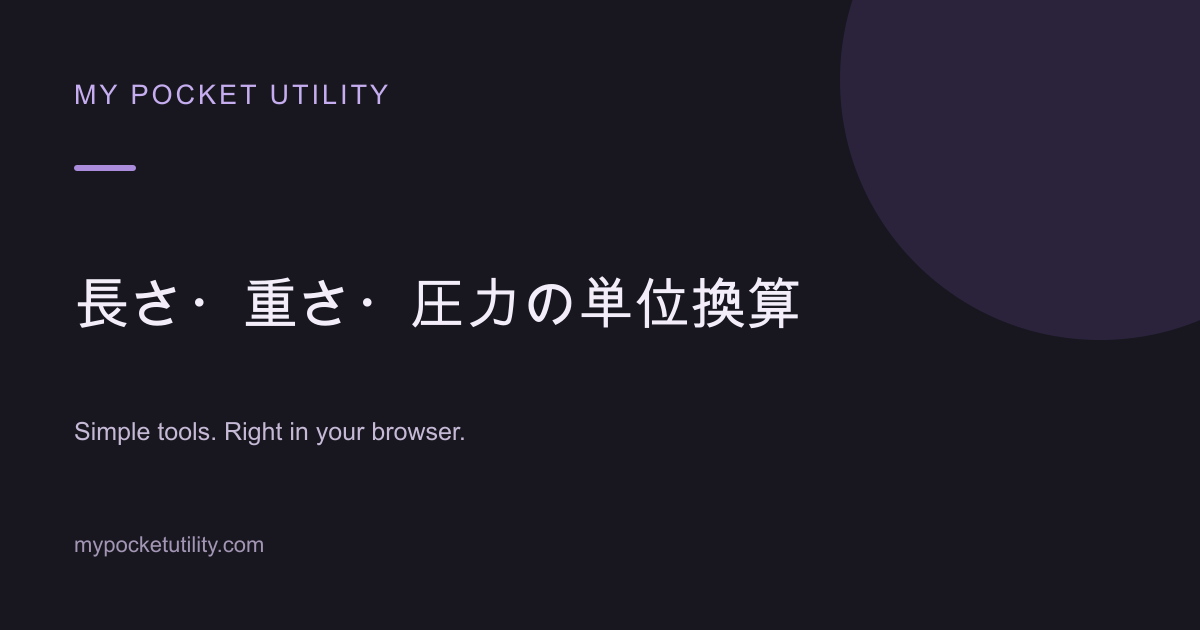 MY POCKET UTILITY
長さ・重さ・圧力の単位換算
Simple tools. Right in your browser.
mypocketutility.com